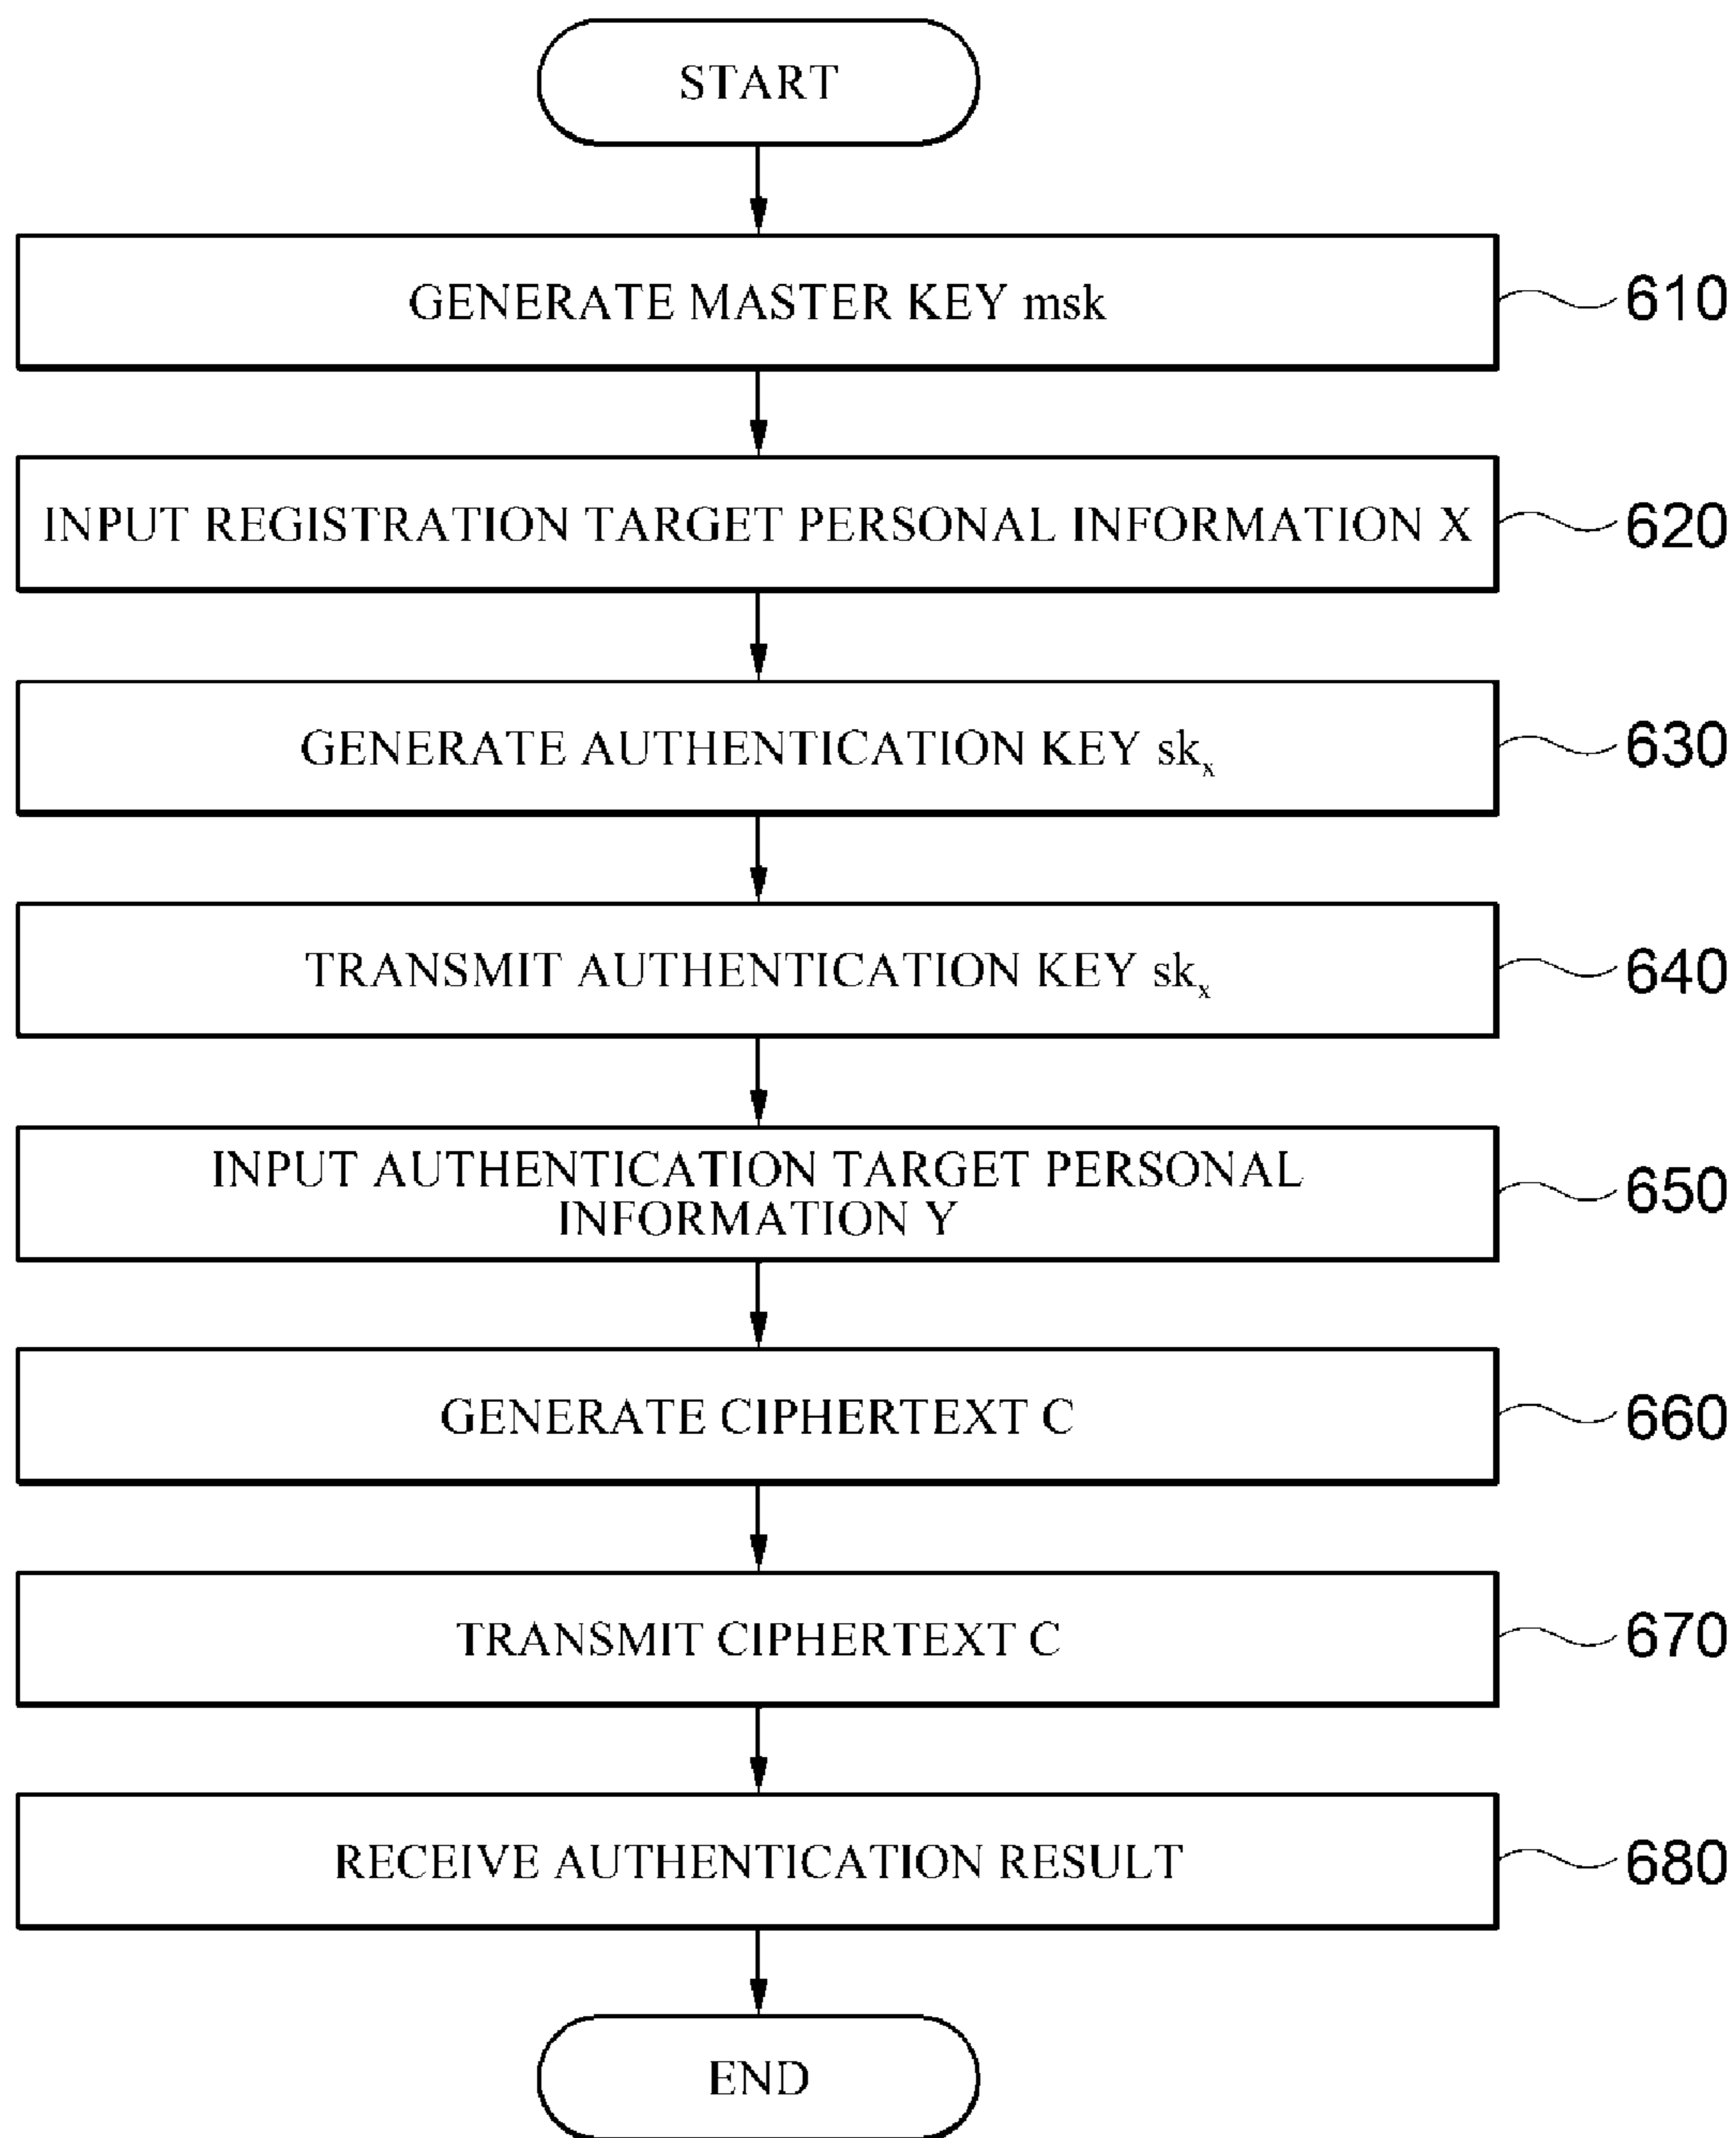 START
GENERATE MASTER KEY msk
610
INPUT REGISTRATION TARGET PERSONAL INFORMATION X
620
GENERATE AUTHENTICATION KEY skₓ
630
TRANSMIT AUTHENTICATION KEY skₓ
640
INPUT AUTHENTICATION TARGET PERSONAL
INFORMATION Y
650
GENERATE CIPHERTEXT C
660
TRANSMIT CIPHERTEXT C
670
RECEIVE AUTHENTICATION RESULT
680
END